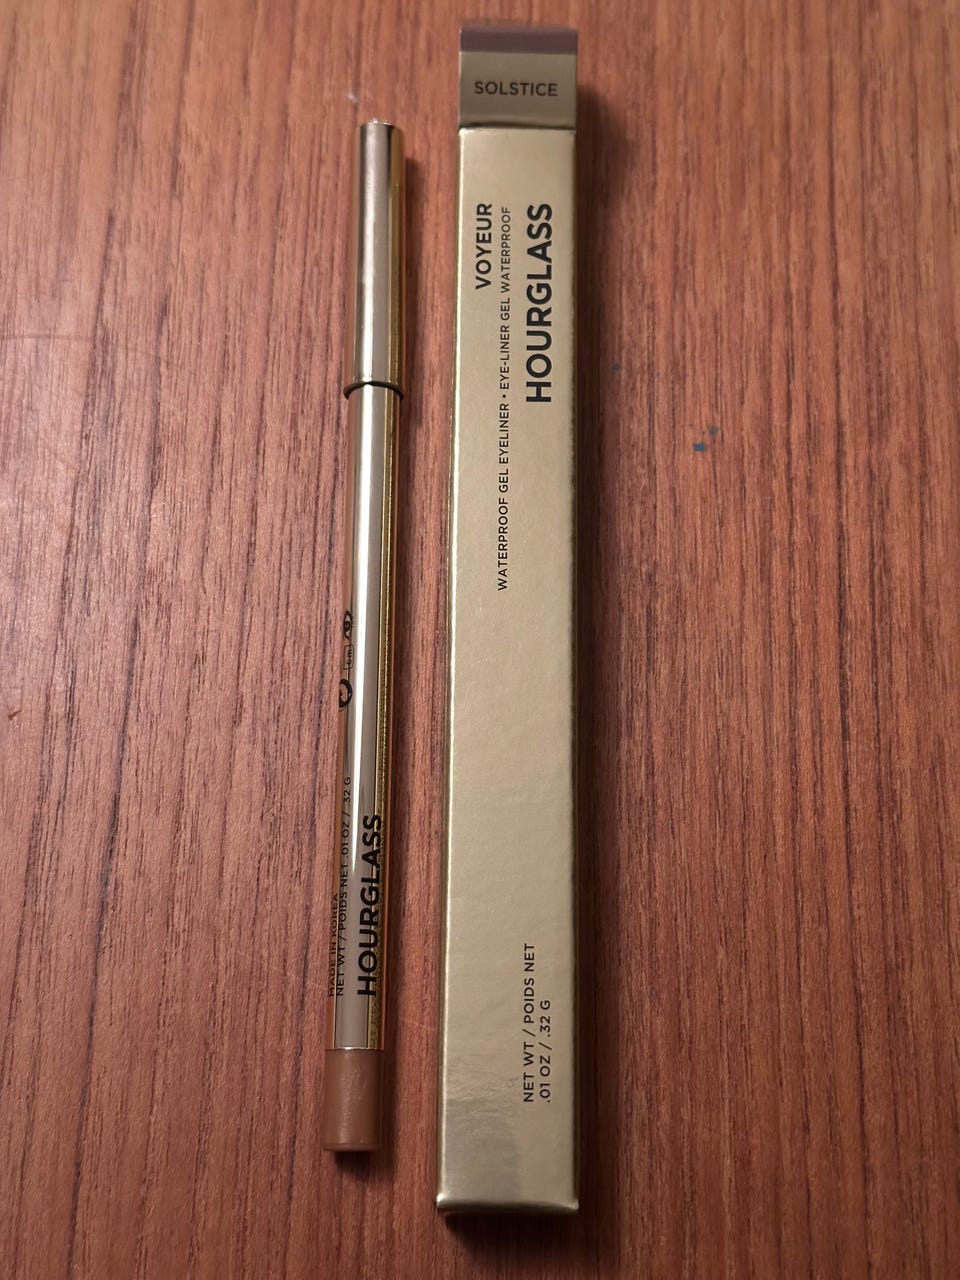 SOLSTICE
VOYEUR
WATERPROOF GEL EYELINER • EYE-LINER GEL WATERPROOF
HOURGLASS
NET WT / POIDS NET
.01 OZ / .32 G
MADE IN KOREA
NET WT / POIDS NET .01 OZ / .32 G
HOURGLASS